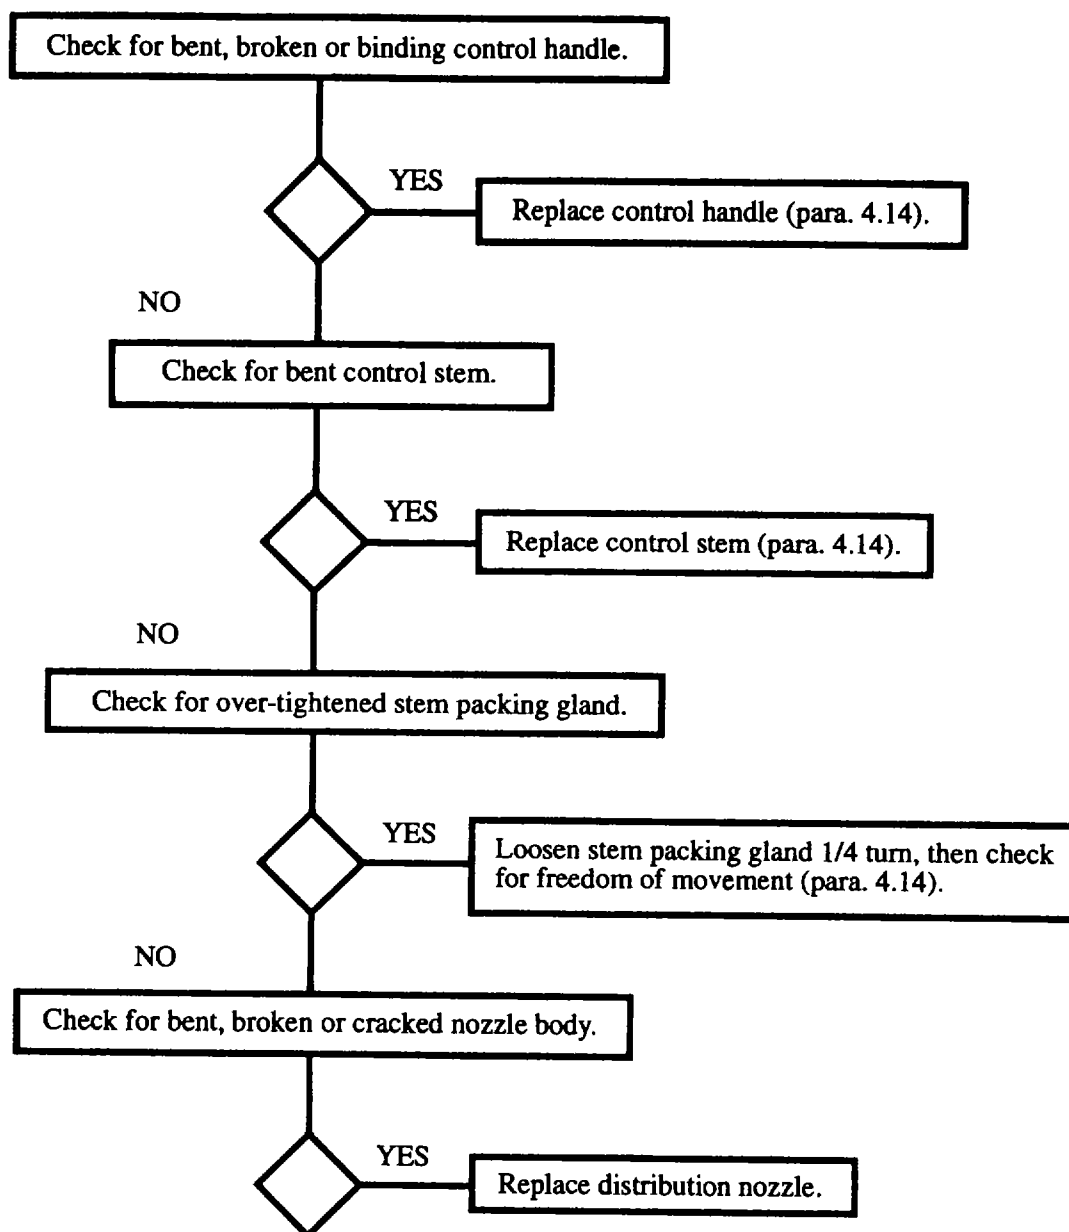 Check for bent, broken or binding control handle.
YES
Replace control handle (para. 4.14).
NO
Check for bent control stem.
YES
Replace control stem (para. 4.14).
NO
Check for over-tightened stem packing gland.
YES
Loosen stem packing gland 1/4 turn, then check
for freedom of movement (para. 4.14).
NO
Check for bent, broken or cracked nozzle body.
YES
Replace distribution nozzle.